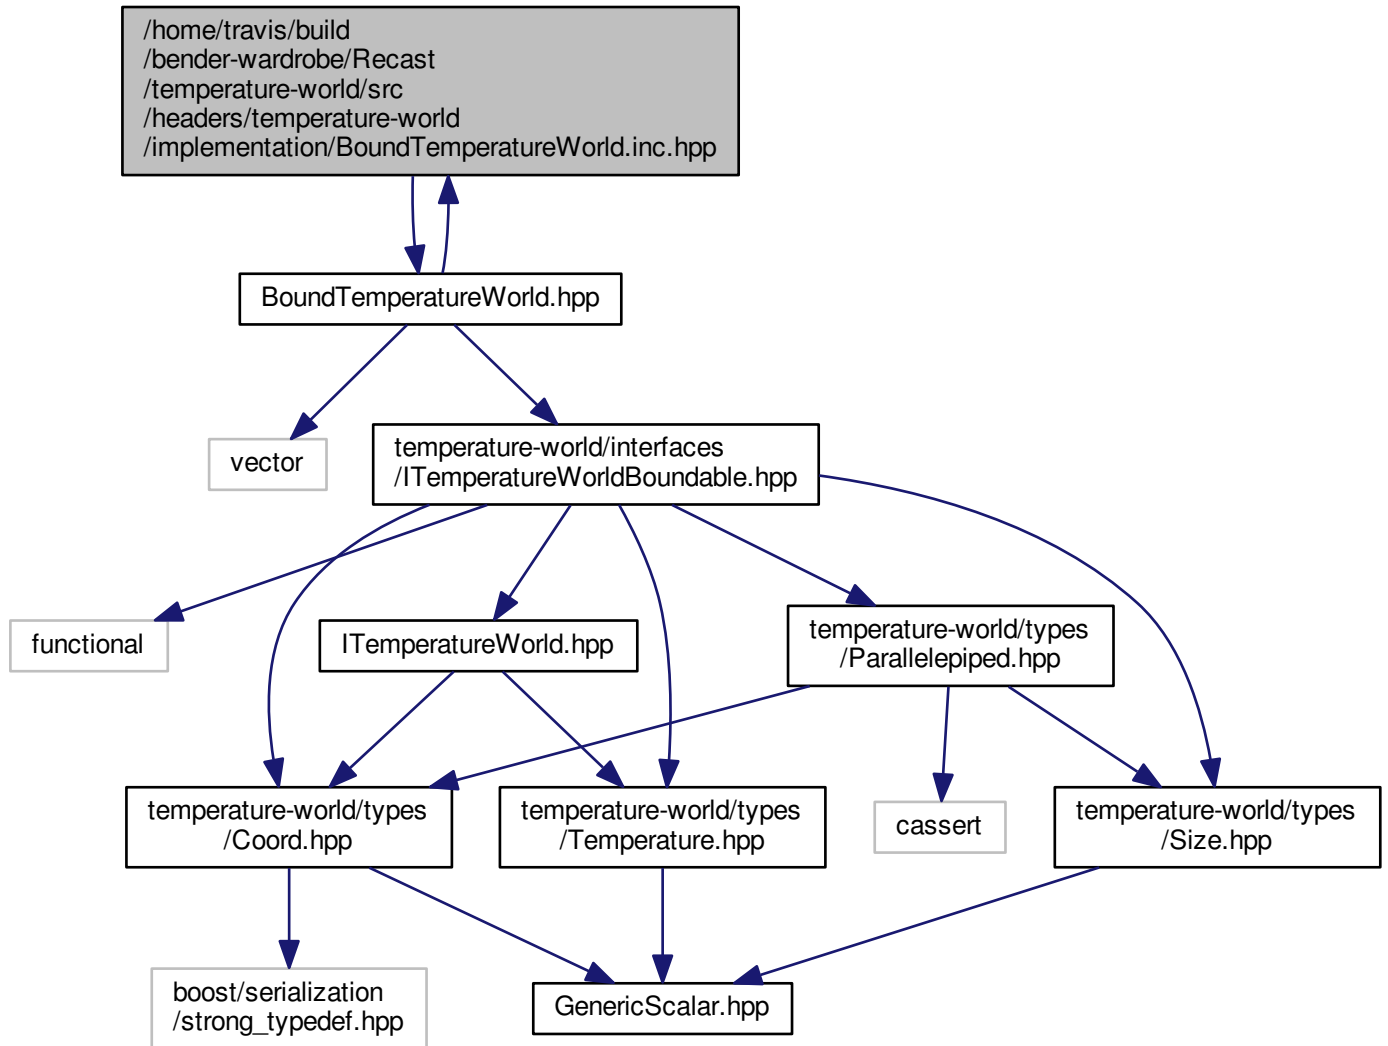 /home/travis/build
/bender-wardrobe/Recast
/temperature-world/src
/headers/temperature-world
/implementation/BoundTemperatureWorld.inc.hpp
BoundTemperatureWorld.hpp
vector
temperature-world/interfaces
/ITemperatureWorldBoundable.hpp
functional
ITemperatureWorld.hpp
temperature-world/types
/Parallelepiped.hpp
temperature-world/types
/Coord.hpp
temperature-world/types
/Temperature.hpp
cassert
temperature-world/types
/Size.hpp
boost/serialization
/strong_typedef.hpp
GenericScalar.hpp